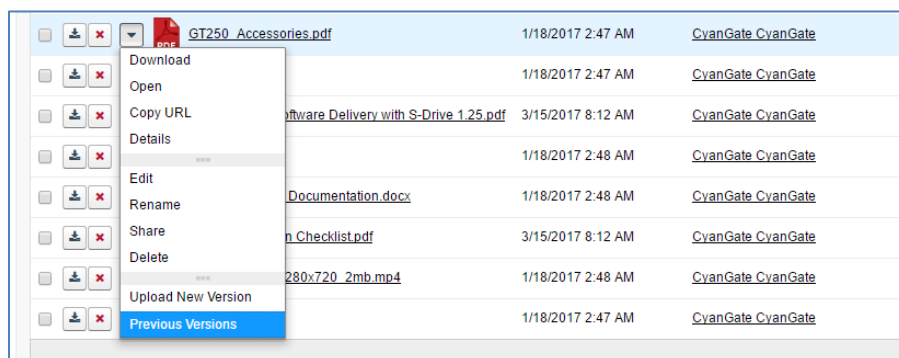 PDF GT250_Accessories.pdf 1/18/2017 2:47 AM CyanGate CyanGate
Download
1/18/2017 2:47 AM CyanGate CyanGate
Open
Copy URL
oftware Delivery with S-Drive 1.25.pdf 3/15/2017 8:12 AM CyanGate CyanGate
Details
1/18/2017 2:48 AM CyanGate CyanGate
Edit
Documentation.docx 1/18/2017 2:48 AM CyanGate CyanGate
Rename
Share
n Checklist.pdf 3/15/2017 8:12 AM CyanGate CyanGate
Delete
280x720_2mb.mp4 1/18/2017 2:48 AM CyanGate CyanGate
Upload New Version
Previous Versions
1/18/2017 2:47 AM CyanGate CyanGate